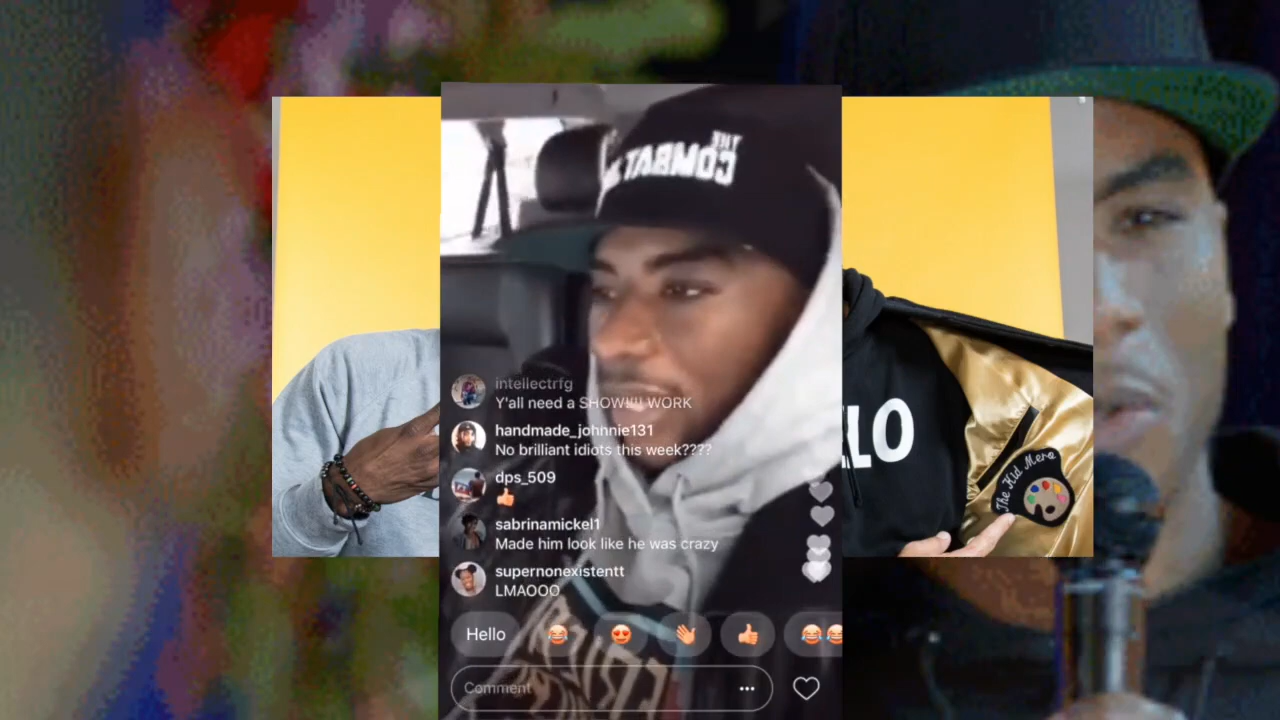 THE
COMBAT
intellectrfg
Y'all need a SHOW!!!! WORK
handmade_johnnie131
No brilliant idiots this week????
dps_509
👍
sabrinamickel1
Made him look like he was crazy
supernonexistentt
LMAOOO
Hello 😂 😍 👋 👍 😂😂
Comment
LO
The Kid Mero